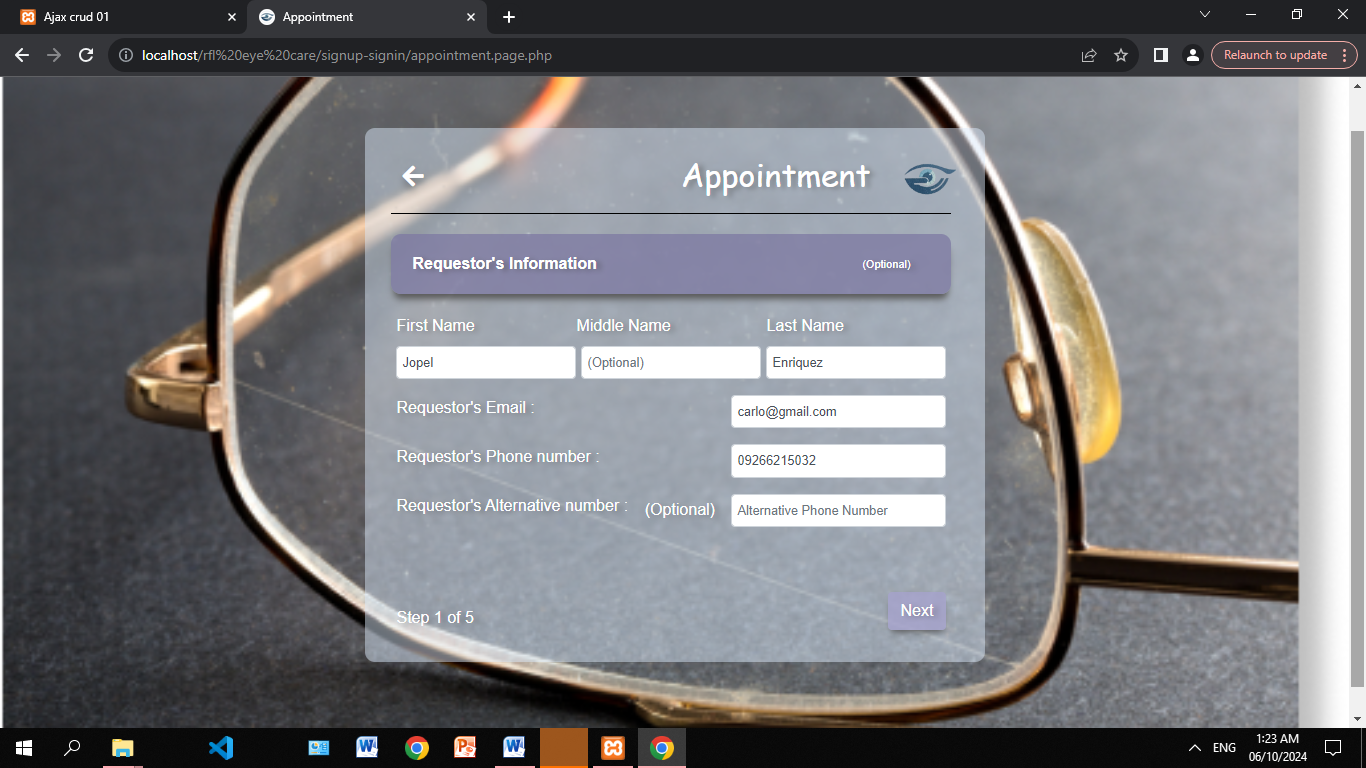 Ajax crud 01
Appointment
localhost/rfl%20eye%20care/signup-signin/appointment.page.php
Relaunch to update
Appointment
Requestor's Information (Optional)
First Name Middle Name Last Name
Jopel (Optional) Enriquez
Requestor's Email : carlo@gmail.com
Requestor's Phone number : 09266215032
Requestor's Alternative number : (Optional) Alternative Phone Number
Step 1 of 5 Next
ENG
1:23 AM
06/10/2024